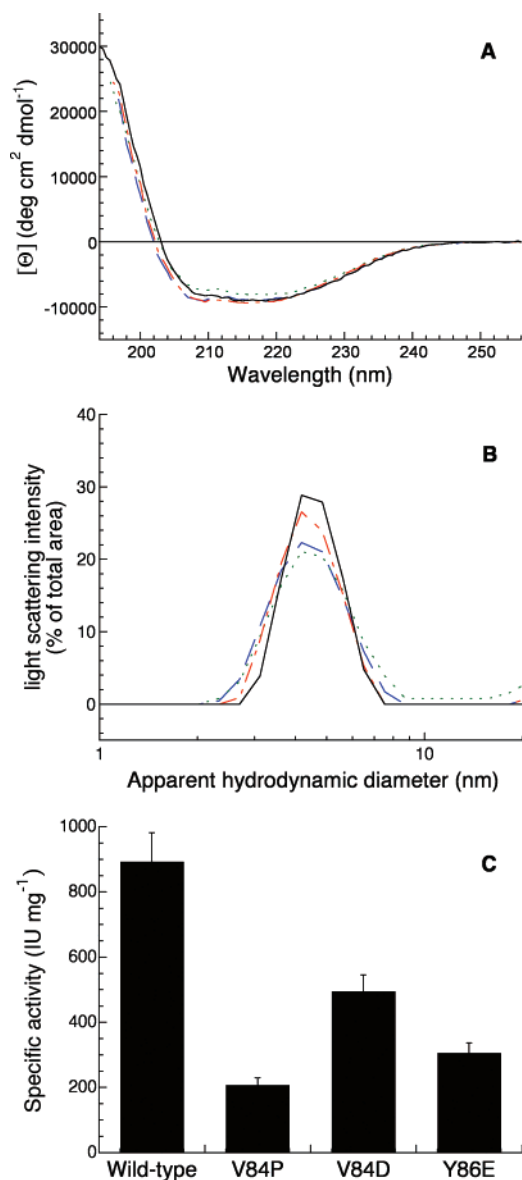 A
30000
20000
10000
0
-10000
[Θ] (deg cm² dmol⁻¹)
200 210 220 230 240 250
Wavelength (nm)
B
40
30
20
10
0
light scattering intensity
(% of total area)
1 10
Apparent hydrodynamic diameter (nm)
C
1000
800
600
400
200
0
Specific activity (IU mg⁻¹)
Wild-type V84P V84D Y86E